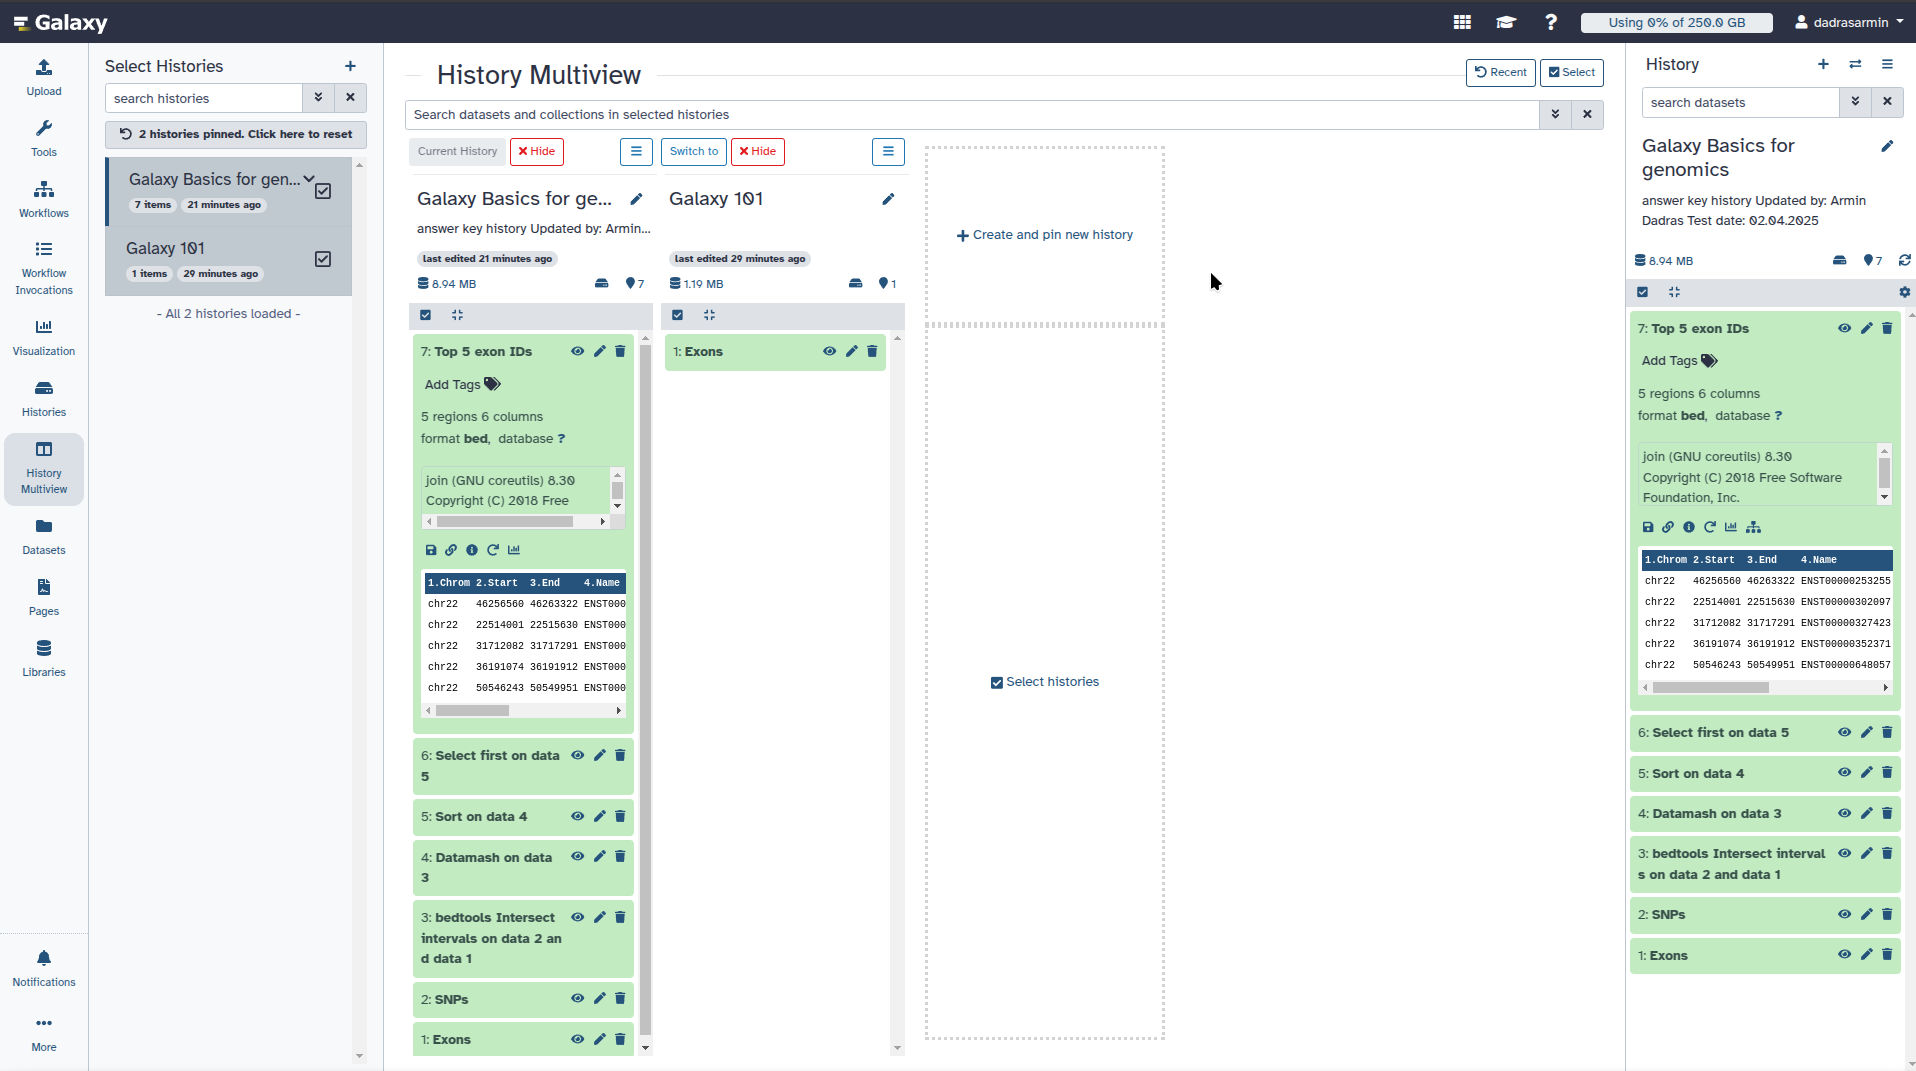 Galaxy
Using 0% of 250.0 GB
dadrasarmin
Upload
Tools
Workflows
Workflow
Invocations
Visualization
Histories
History
Multiview
Datasets
Pages
Libraries
Notifications
More
Select Histories
search histories
2 histories pinned. Click here to reset
Galaxy Basics for gen...
7 items 21 minutes ago
Galaxy 101
1 items 29 minutes ago
- All 2 histories loaded -
History Multiview
Recent
Select
Search datasets and collections in selected histories
Current History
Hide
Galaxy Basics for ge...
answer key history Updated by: Armin...
last edited 21 minutes ago
8.94 MB 7
7: Top 5 exon IDs
Add Tags
5 regions 6 columns
format bed, database ?
join (GNU coreutils) 8.30
Copyright (C) 2018 Free
1.Chrom 2.Start 3.End 4.Name
chr22 46256560 46263322 ENST000
chr22 22514001 22515630 ENST000
chr22 31712082 31717291 ENST000
chr22 36191074 36191912 ENST000
chr22 50546243 50549951 ENST000
6: Select first on data
5
5: Sort on data 4
4: Datamash on data
3
3: bedtools Intersect
intervals on data 2 an
d data 1
2: SNPs
1: Exons
Switch to
Hide
Galaxy 101
last edited 29 minutes ago
1.19 MB 1
1: Exons
Create and pin new history
Select histories
History
search datasets
Galaxy Basics for
genomics
answer key history Updated by: Armin
Dadras Test date: 02.04.2025
8.94 MB 7
7: Top 5 exon IDs
Add Tags
5 regions 6 columns
format bed, database ?
join (GNU coreutils) 8.30
Copyright (C) 2018 Free Software
Foundation, Inc.
1.Chrom 2.Start 3.End 4.Name
chr22 46256560 46263322 ENST00000253255
chr22 22514001 22515630 ENST00000302097
chr22 31712082 31717291 ENST00000327423
chr22 36191074 36191912 ENST00000352371
chr22 50546243 50549951 ENST00000648057
6: Select first on data 5
5: Sort on data 4
4: Datamash on data 3
3: bedtools Intersect interval
s on data 2 and data 1
2: SNPs
1: Exons